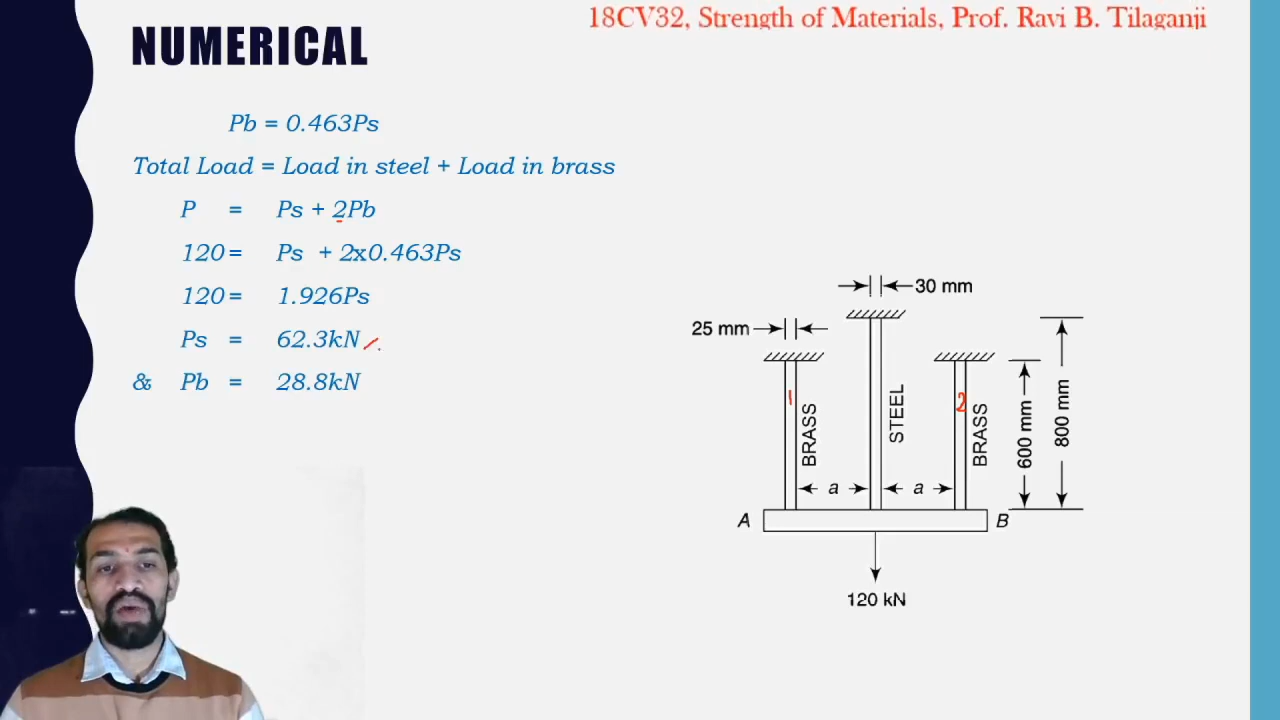 18CV32, Strength of Materials, Prof. Ravi B. Tilaganji
NUMERICAL
Pb = 0.463Ps
Total Load = Load in steel + Load in brass
P = Ps + 2Pb
120 = Ps + 2x0.463Ps
120 = 1.926Ps
Ps = 62.3kN
& Pb = 28.8kN
30 mm
25 mm
1
BRASS
STEEL
2
BRASS
600 mm
800 mm
a
a
A
B
120 kN